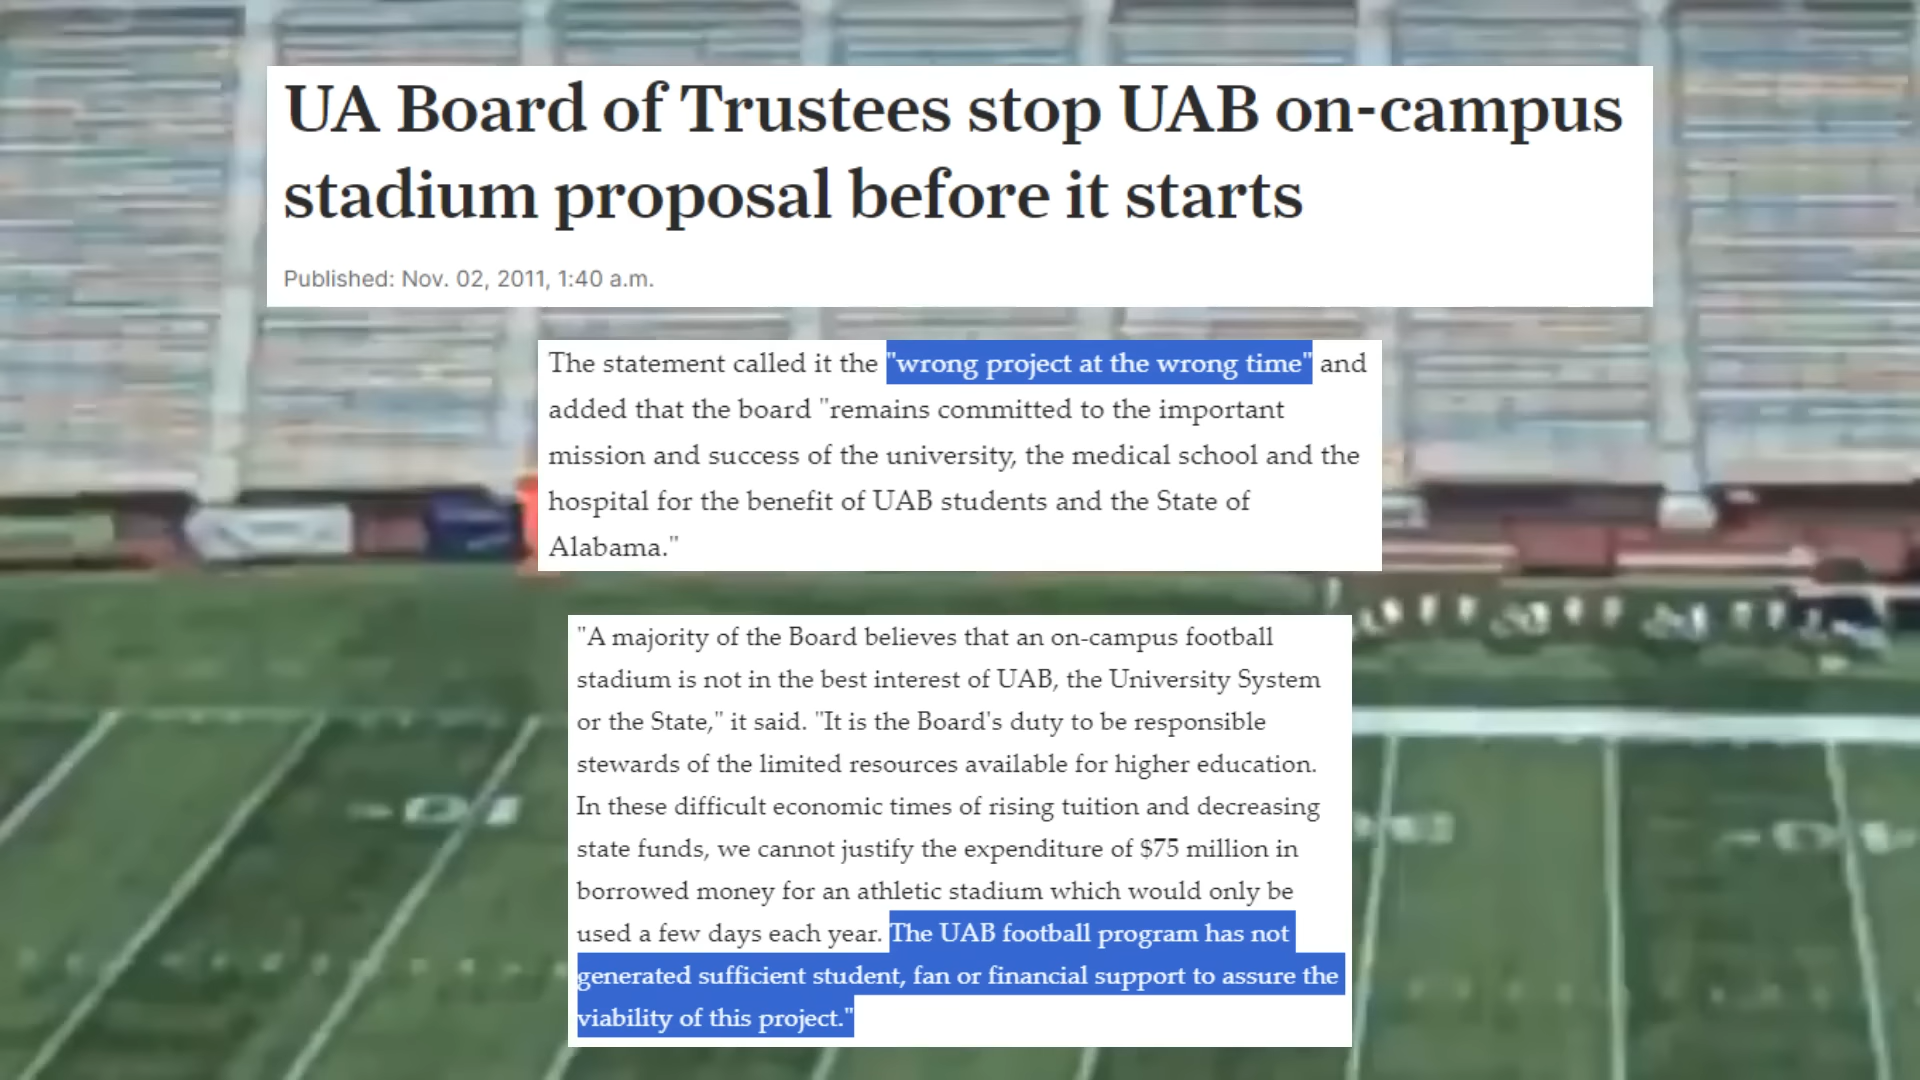 UA Board of Trustees stop UAB on-campus
stadium proposal before it starts
Published: Nov. 02, 2011, 1:40 a.m.
The statement called it the "wrong project at the wrong time" and
added that the board "remains committed to the important
mission and success of the university, the medical school and the
hospital for the benefit of UAB students and the State of
Alabama."
"A majority of the Board believes that an on-campus football
stadium is not in the best interest of UAB, the University System
or the State," it said. "It is the Board's duty to be responsible
stewards of the limited resources available for higher education.
In these difficult economic times of rising tuition and decreasing
state funds, we cannot justify the expenditure of $75 million in
borrowed money for an athletic stadium which would only be
used a few days each year. The UAB football program has not
generated sufficient student, fan or financial support to assure the
viability of this project."